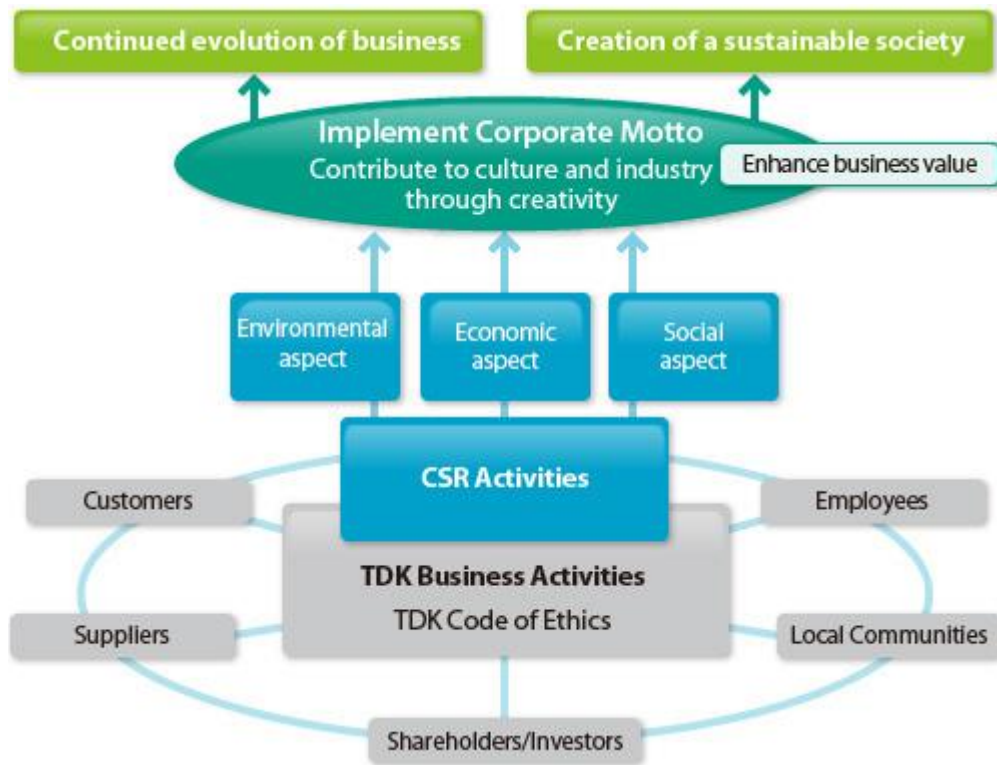 Continued evolution of business
Creation of a sustainable society
Implement Corporate Motto
Contribute to culture and industry
through creativity
Enhance business value
Environmental
aspect
Economic
aspect
Social
aspect
CSR Activities
Customers
Employees
TDK Business Activities
TDK Code of Ethics
Suppliers
Local Communities
Shareholders/Investors